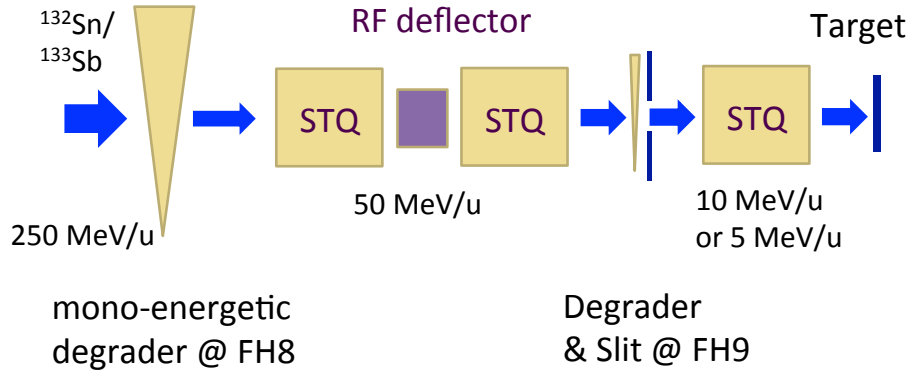 ¹³²Sn/
¹³³Sb
RF deflector
Target
STQ
STQ
STQ
250 MeV/u
50 MeV/u
10 MeV/u
or 5 MeV/u
mono-energetic
degrader @ FH8
Degrader
& Slit @ FH9